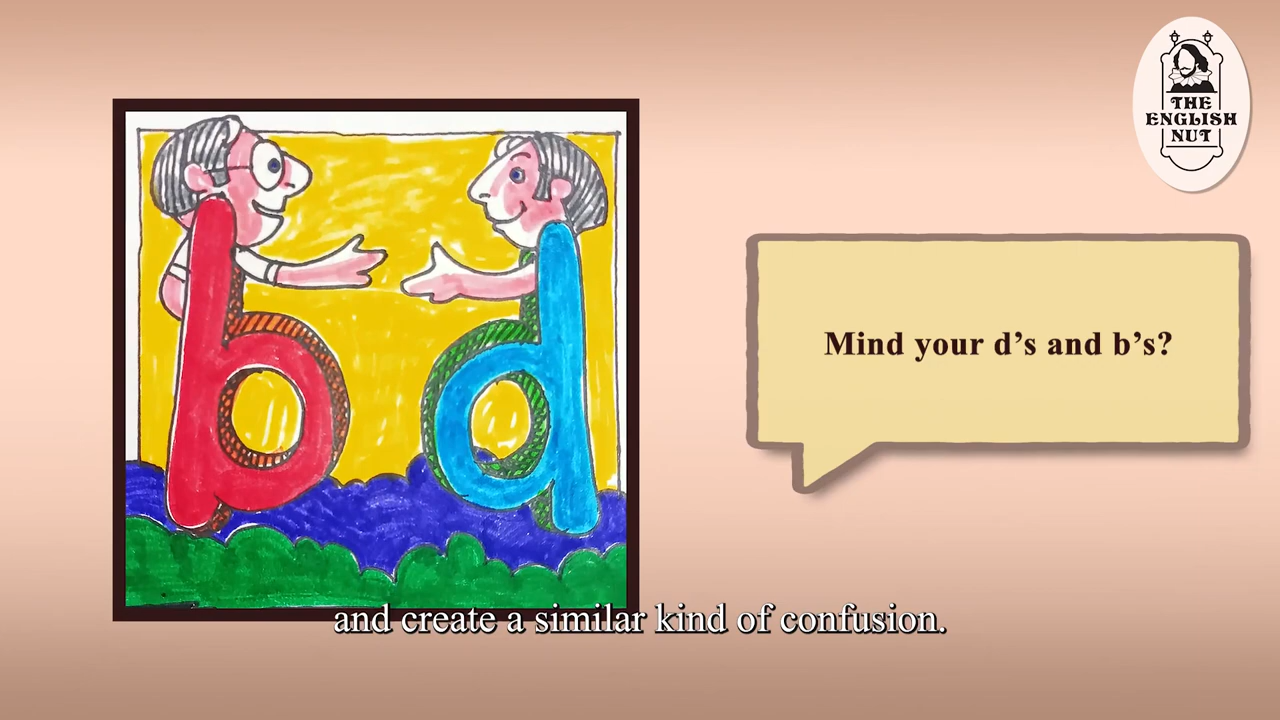 THE
ENGLISH
NUT
b d
Mind your d’s and b’s?
and create a similar kind of confusion.